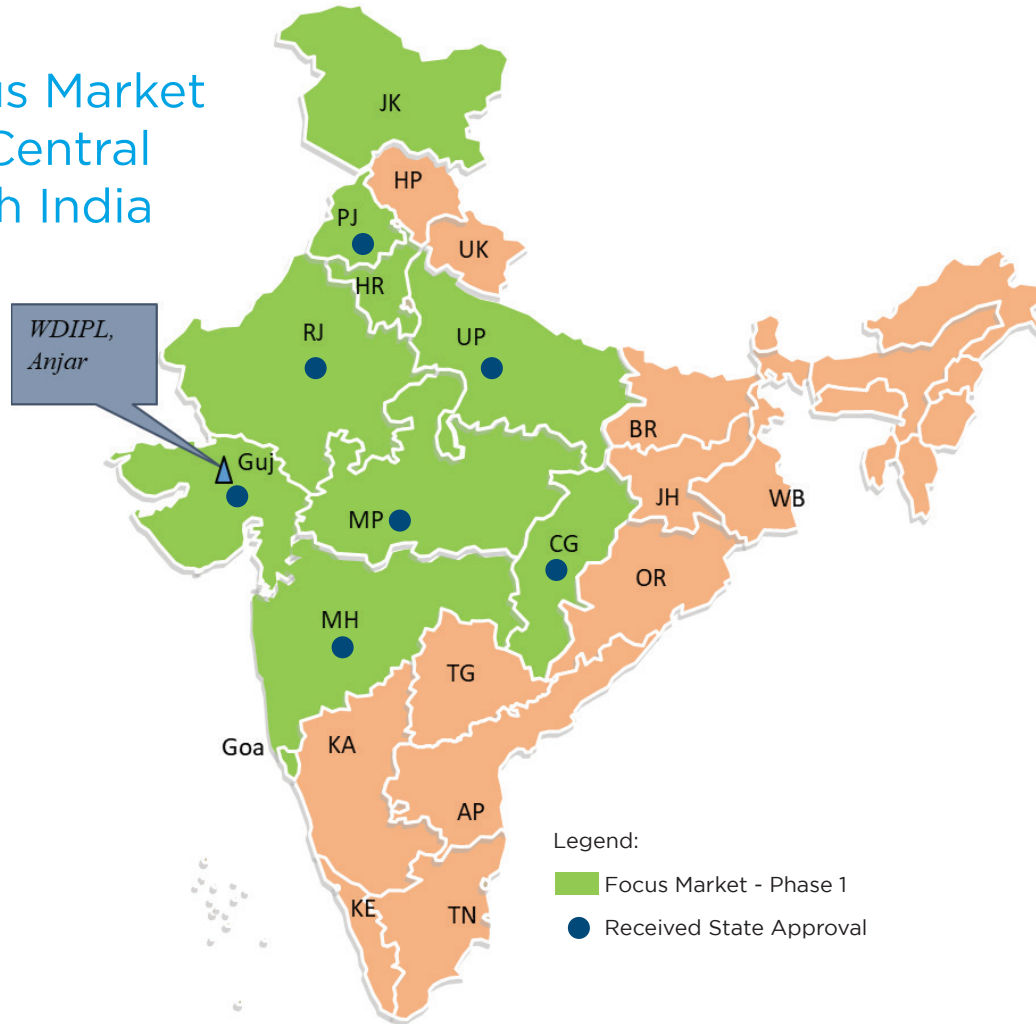 us Market
Central
h India
JK
HP
PJ
UK
HR
WDIPL,
Anjar
RJ
UP
BR
Guj
JH
WB
MP
CG
OR
MH
TG
Goa
KA
AP
KE
TN
Legend:
Focus Market - Phase 1
Received State Approval